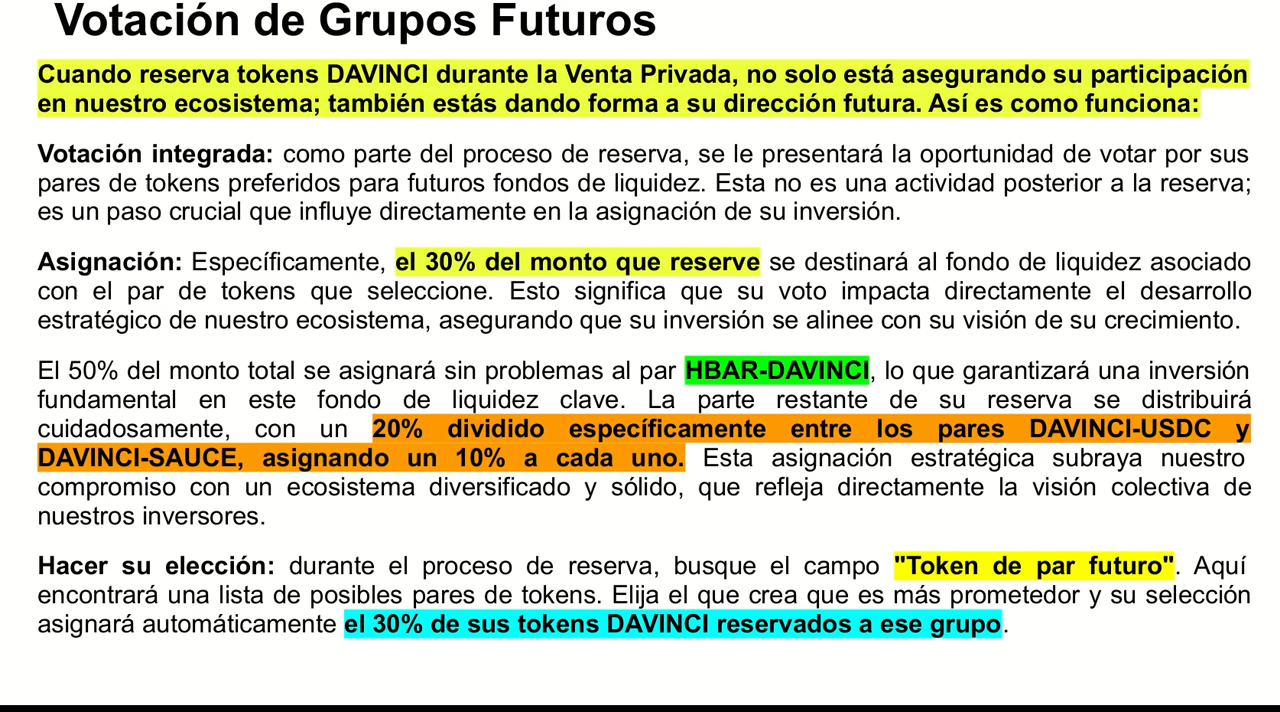 Votación de Grupos Futuros
Cuando reserva tokens DAVINCI durante la Venta Privada, no solo está asegurando su participación
en nuestro ecosistema; también estás dando forma a su dirección futura. Así es como funciona:
Votación integrada: como parte del proceso de reserva, se le presentará la oportunidad de votar por sus
pares de tokens preferidos para futuros fondos de liquidez. Esta no es una actividad posterior a la reserva;
es un paso crucial que influye directamente en la asignación de su inversión.
Asignación: Específicamente, el 30% del monto que reserve se destinará al fondo de liquidez asociado
con el par de tokens que seleccione. Esto significa que su voto impacta directamente el desarrollo
estratégico de nuestro ecosistema, asegurando que su inversión se alinee con su visión de su crecimiento.
El 50% del monto total se asignará sin problemas al par HBAR-DAVINCI, lo que garantizará una inversión
fundamental en este fondo de liquidez clave. La parte restante de su reserva se distribuirá
cuidadosamente, con un 20% dividido específicamente entre los pares DAVINCI-USDC y
DAVINCI-SAUCE, asignando un 10% a cada uno. Esta asignación estratégica subraya nuestro
compromiso con un ecosistema diversificado y sólido, que refleja directamente la visión colectiva de
nuestros inversores.
Hacer su elección: durante el proceso de reserva, busque el campo "Token de par futuro". Aquí
encontrará una lista de posibles pares de tokens. Elija el que crea que es más prometedor y su selección
asignará automáticamente el 30% de sus tokens DAVINCI reservados a ese grupo.